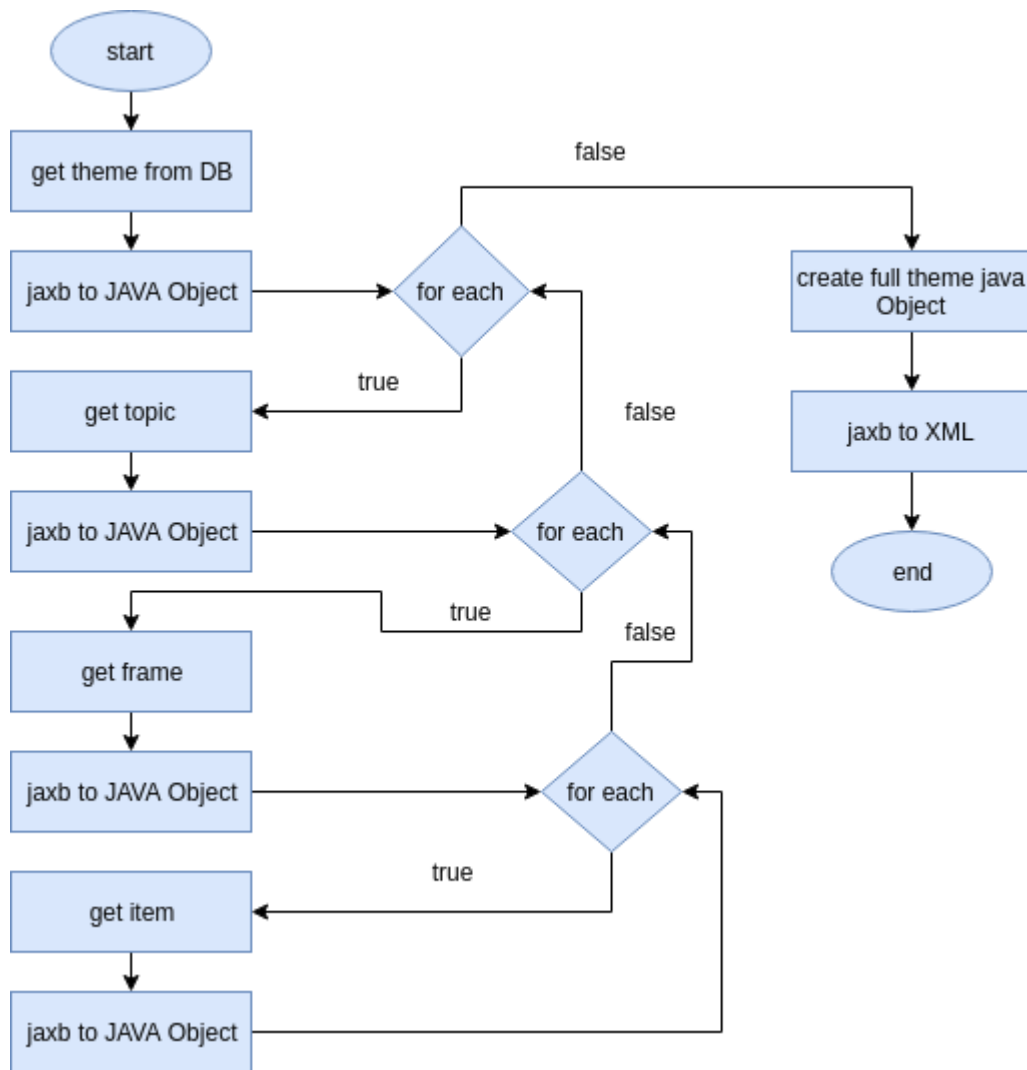 start
get theme from DB
false
jaxb to JAVA Object
for each
create full theme java
Object
true
get topic
false
jaxb to XML
jaxb to JAVA Object
for each
end
true
false
get frame
jaxb to JAVA Object
for each
true
get item
jaxb to JAVA Object